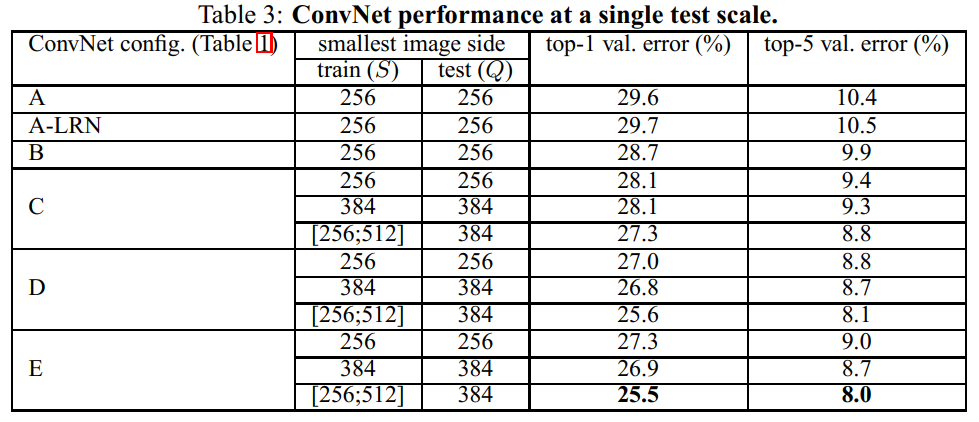 Table 3: ConvNet performance at a single test scale.
ConvNet config. (Table 1) smallest image side top-1 val. error (%) top-5 val. error (%)
train (S) test (Q)
A 256 256 29.6 10.4
A-LRN 256 256 29.7 10.5
B 256 256 28.7 9.9
C 256 256 28.1 9.4
384 384 28.1 9.3
[256;512] 384 27.3 8.8
D 256 256 27.0 8.8
384 384 26.8 8.7
[256;512] 384 25.6 8.1
E 256 256 27.3 9.0
384 384 26.9 8.7
[256;512] 384 25.5 8.0